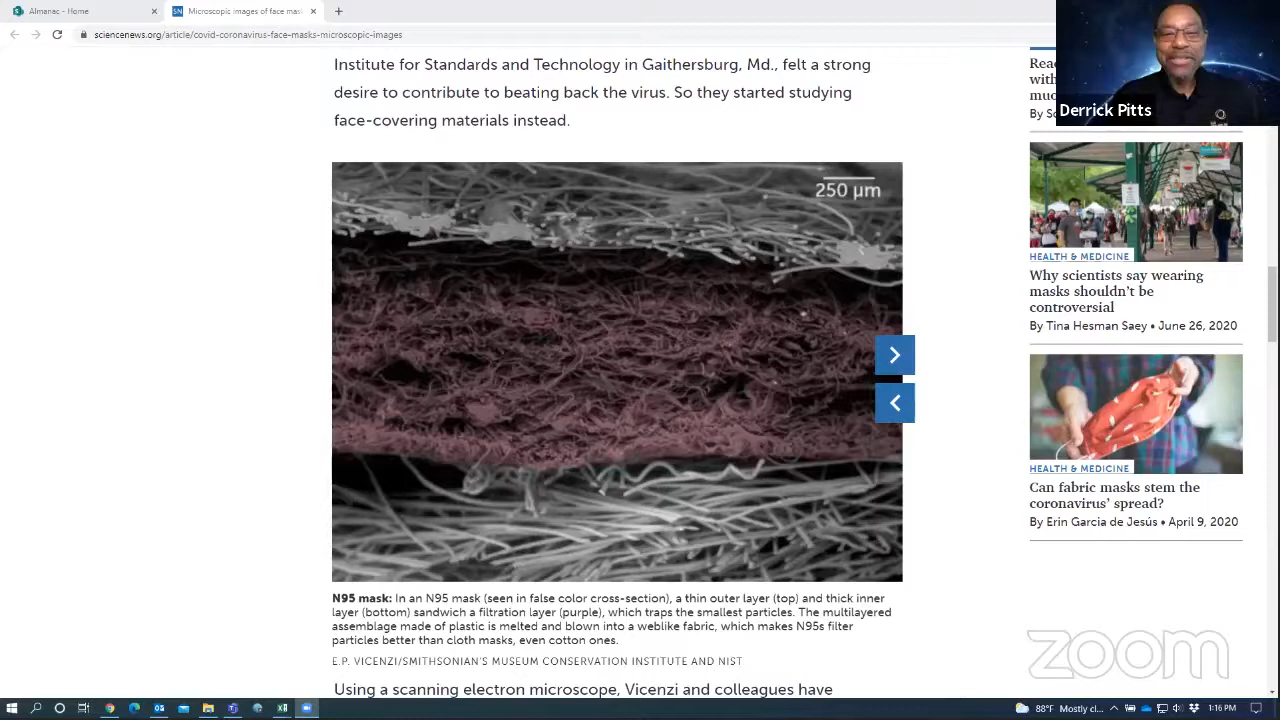 Almanac - Home
Microscopic images of face mas
sciencenews.org/article/covid-coronavirus-face-masks-microscopic-images
Institute for Standards and Technology in Gaithersburg, Md., felt a strong
desire to contribute to beating back the virus. So they started studying
face-covering materials instead.
250 µm
N95 mask: In an N95 mask (seen in false color cross-section), a thin outer layer (top) and thick inner
layer (bottom) sandwich a filtration layer (purple), which traps the smallest particles. The multilayered
assemblage made of plastic is melted and blown into a weblike fabric, which makes N95s filter
particles better than cloth masks, even cotton ones.
E.P. VICENZI/SMITHSONIAN'S MUSEUM CONSERVATION INSTITUTE AND NIST
Using a scanning electron microscope, Vicenzi and colleagues have
Derrick Pitts
HEALTH & MEDICINE
Why scientists say wearing
masks shouldn't be
controversial
By Tina Hesman Saey • June 26, 2020
HEALTH & MEDICINE
Can fabric masks stem the
coronavirus' spread?
By Erin Garcia de Jesús • April 9, 2020
zoom
88°F Mostly cl...
1:16 PM